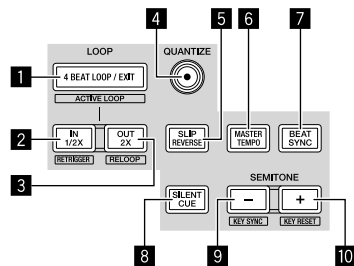 4
5
6
7
LOOP
QUANTIZE
1
4 BEAT LOOP / EXIT
ACTIVE LOOP
2
IN
1/2X
OUT
2X
SLIP
REVERSE
MASTER
TEMPO
BEAT
SYNC
RETRIGGER
RELOOP
3
SEMITONE
SILENT
CUE
−
+
KEY SYNC
KEY RESET
8
9
10